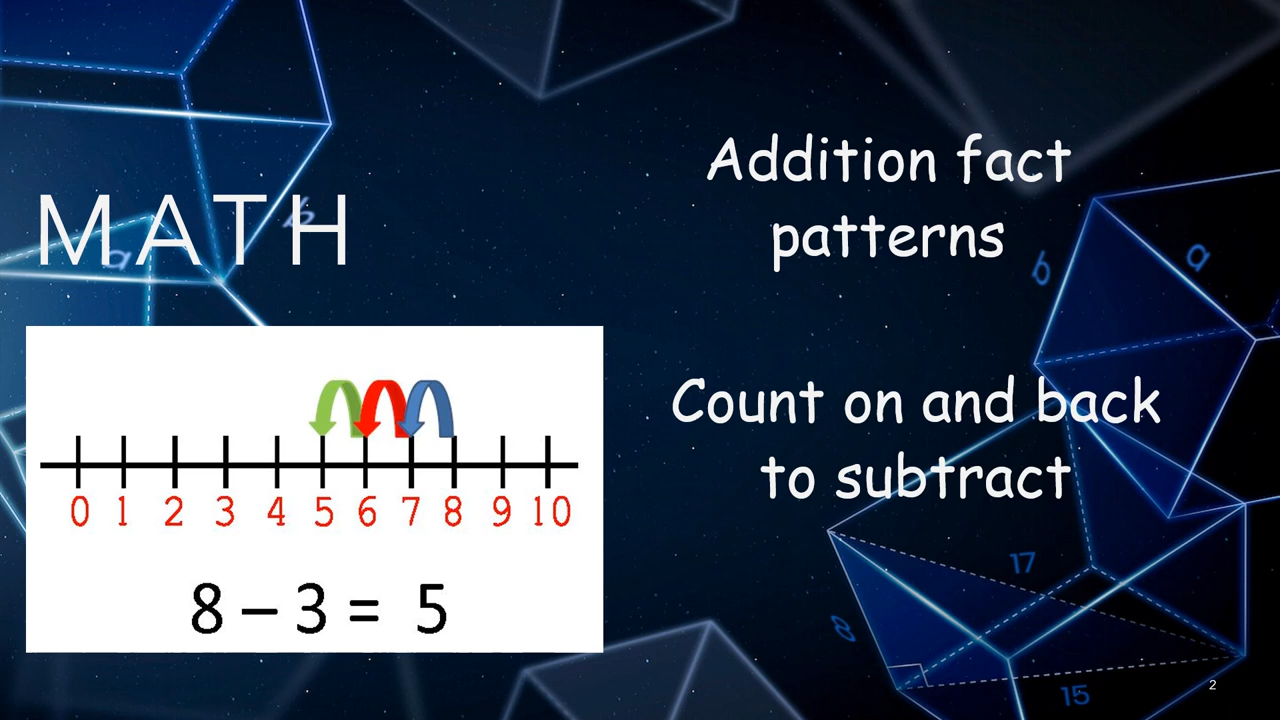 MATH
Addition fact
patterns
Count on and back
to subtract
0 1 2 3 4 5 6 7 8 9 10
8 – 3 = 5
a
b
b
a
17
8
15
2